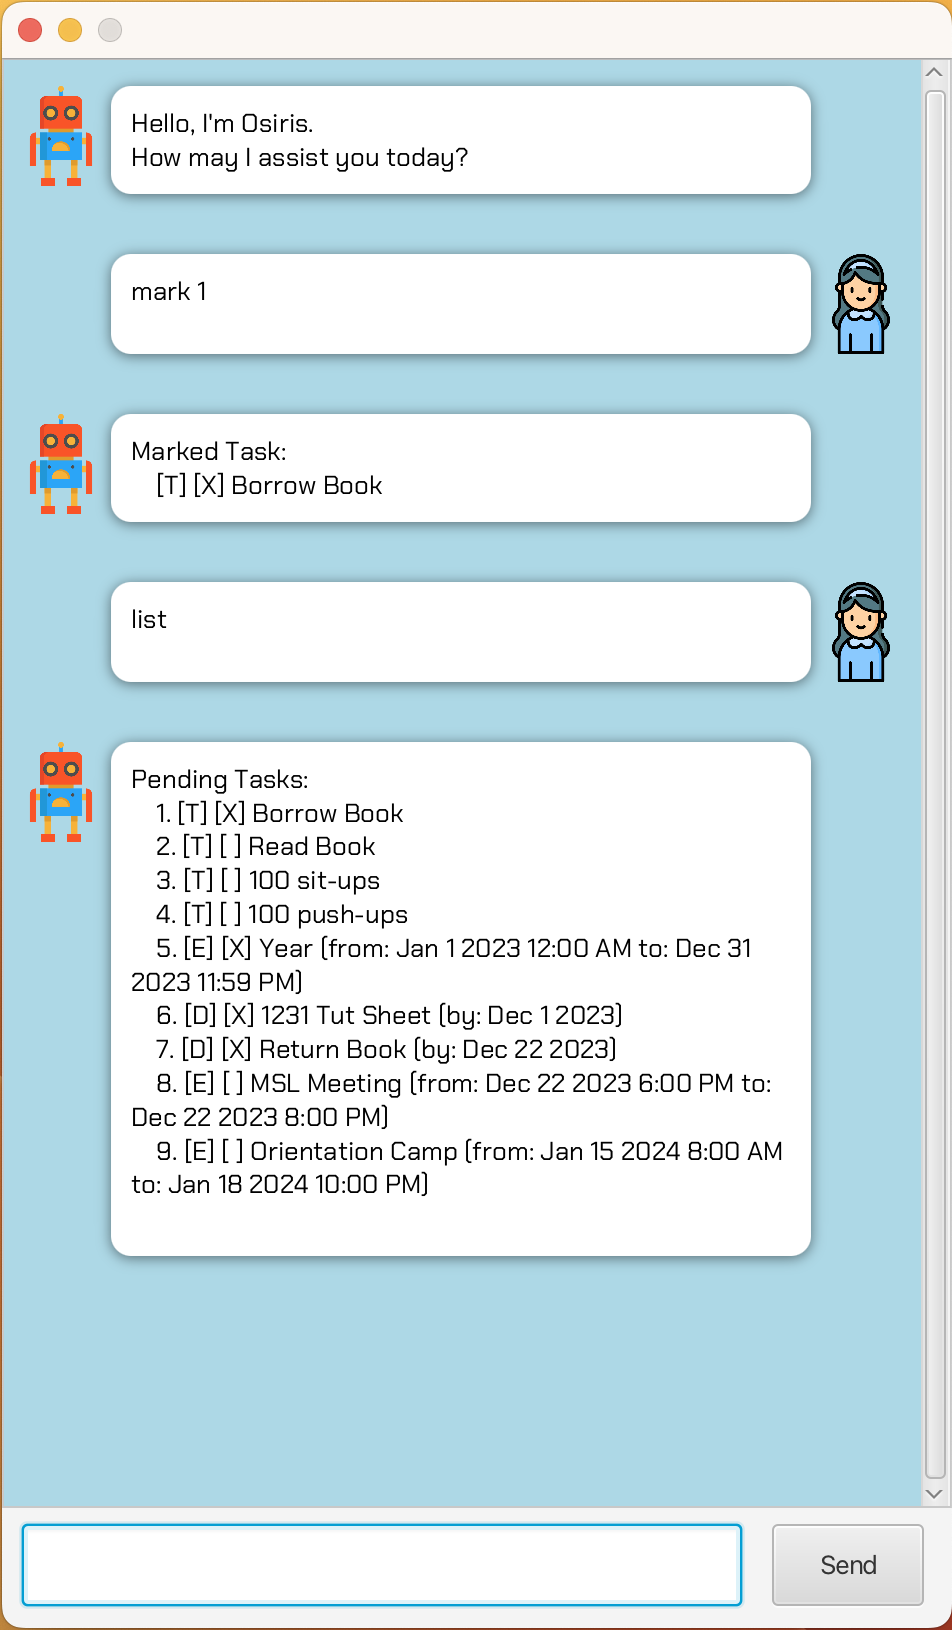 Hello, I'm Osiris.
How may I assist you today?
mark 1
Marked Task:
[T] [X] Borrow Book
list
Pending Tasks:
1. [T] [X] Borrow Book
2. [T] [ ] Read Book
3. [T] [ ] 100 sit-ups
4. [T] [ ] 100 push-ups
5. [E] [X] Year (from: Jan 1 2023 12:00 AM to: Dec 31
2023 11:59 PM)
6. [D] [X] 1231 Tut Sheet (by: Dec 1 2023)
7. [D] [X] Return Book (by: Dec 22 2023)
8. [E] [ ] MSL Meeting (from: Dec 22 2023 6:00 PM to:
Dec 22 2023 8:00 PM)
9. [E] [ ] Orientation Camp (from: Jan 15 2024 8:00 AM
to: Jan 18 2024 10:00 PM)
Send